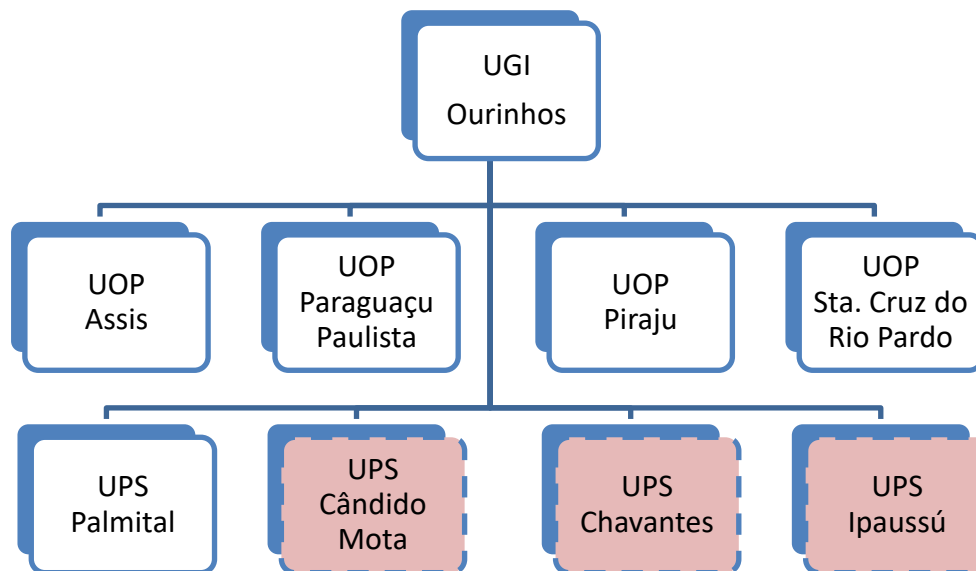 UGI
Ourinhos
UOP
Assis
UOP
Paraguaçu
Paulista
UOP
Piraju
UOP
Sta. Cruz do
Rio Pardo
UPS
Palmital
UPS
Cândido
Mota
UPS
Chavantes
UPS
Ipaussú